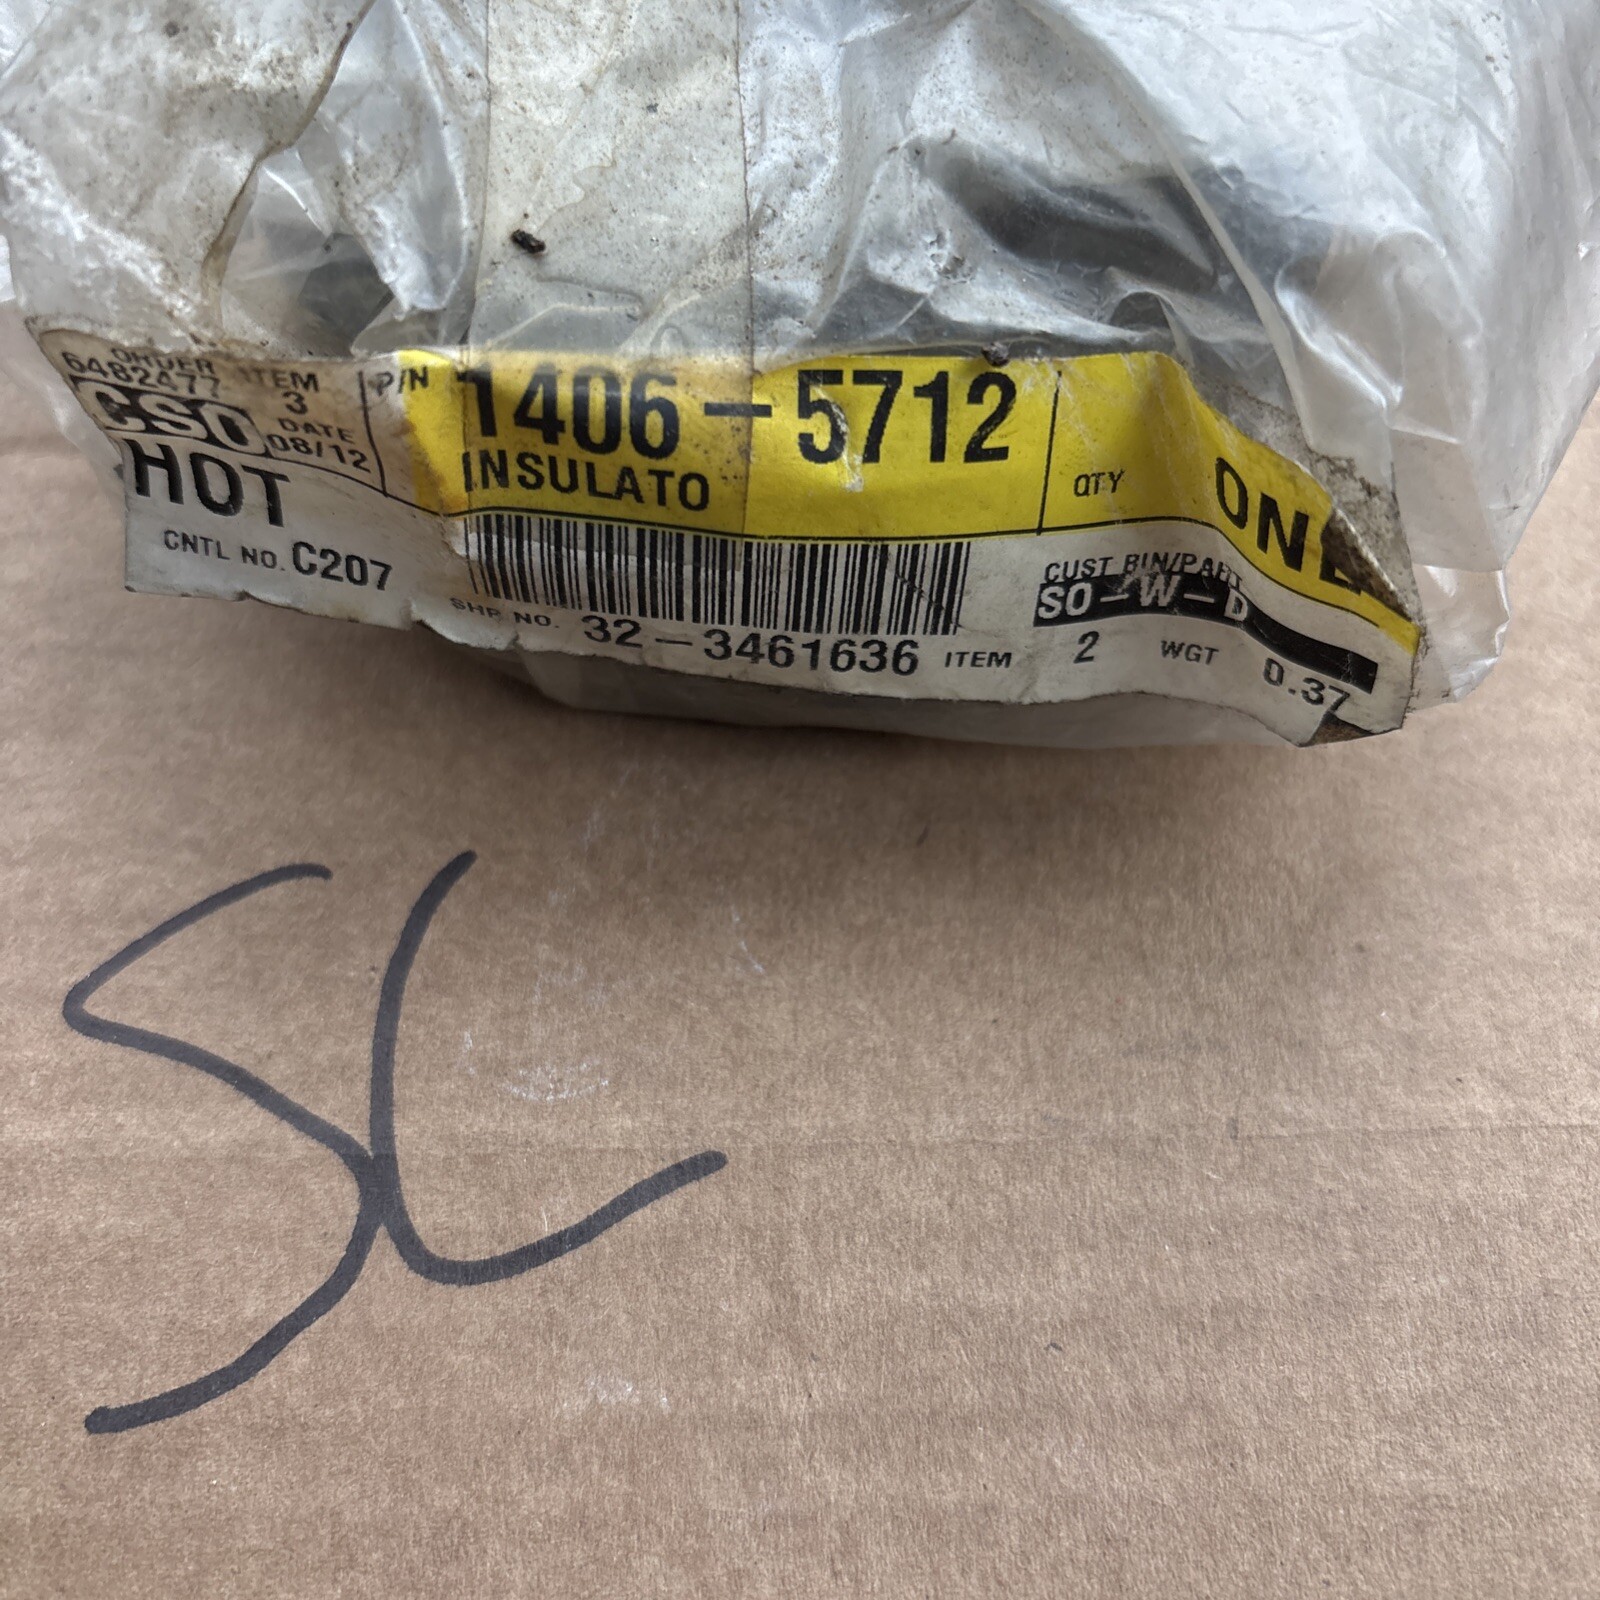 ORDER ITEM
6482477 3
CSO DATE
08/12
HOT
CNTL NO. C207
P/N 1406-5712
INSULATO
QTY ONE
CUST BIN/PART
SO-W-D
SHP NO. 32-3461636 ITEM 2 WGT 0.37
SL